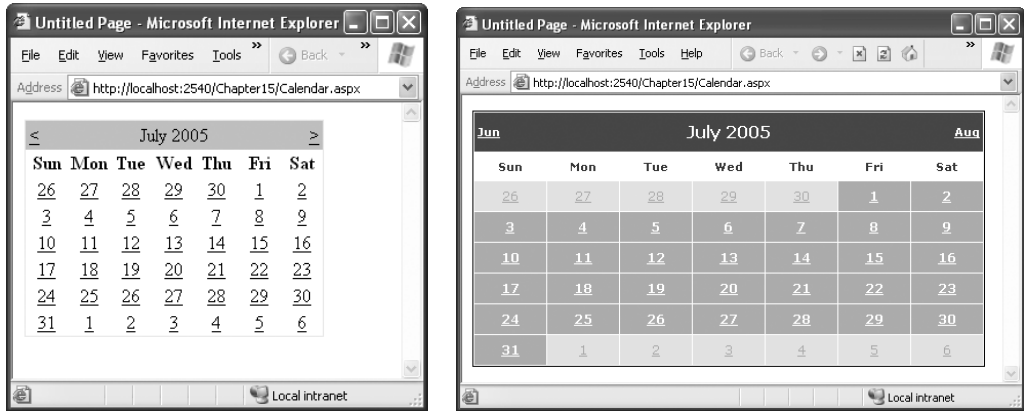 Untitled Page - Microsoft Internet Explorer
File Edit View Favorites Tools » Back »
Address http://localhost:2540/Chapter15/Calendar.aspx
< July 2005 >
Sun Mon Tue Wed Thu Fri Sat
26 27 28 29 30 1 2
3 4 5 6 7 8 9
10 11 12 13 14 15 16
17 18 19 20 21 22 23
24 25 26 27 28 29 30
31 1 2 3 4 5 6
Local intranet
Untitled Page - Microsoft Internet Explorer
File Edit View Favorites Tools Help Back »
Address http://localhost:2540/Chapter15/Calendar.aspx
Jun July 2005 Aug
Sun Mon Tue Wed Thu Fri Sat
26 27 28 29 30 1 2
3 4 5 6 7 8 9
10 11 12 13 14 15 16
17 18 19 20 21 22 23
24 25 26 27 28 29 30
31 1 2 3 4 5 6
Local intranet